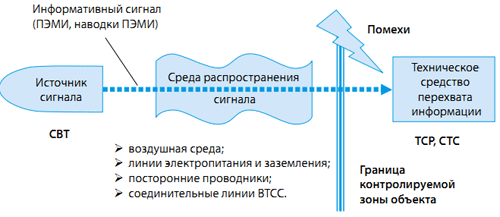 Информативный сигнал
(ПЭМИ, наводки ПЭМИ)
Помехи
Источник
сигнала
Среда распространения
сигнала
Техническое
средство
перехвата
информации
СВТ
ТСР, СТС
➢ воздушная среда;
➢ линии электропитания и заземления;
➢ посторонние проводники;
➢ соединительные линии ВТСС.
Граница
контролируемой
зоны объекта